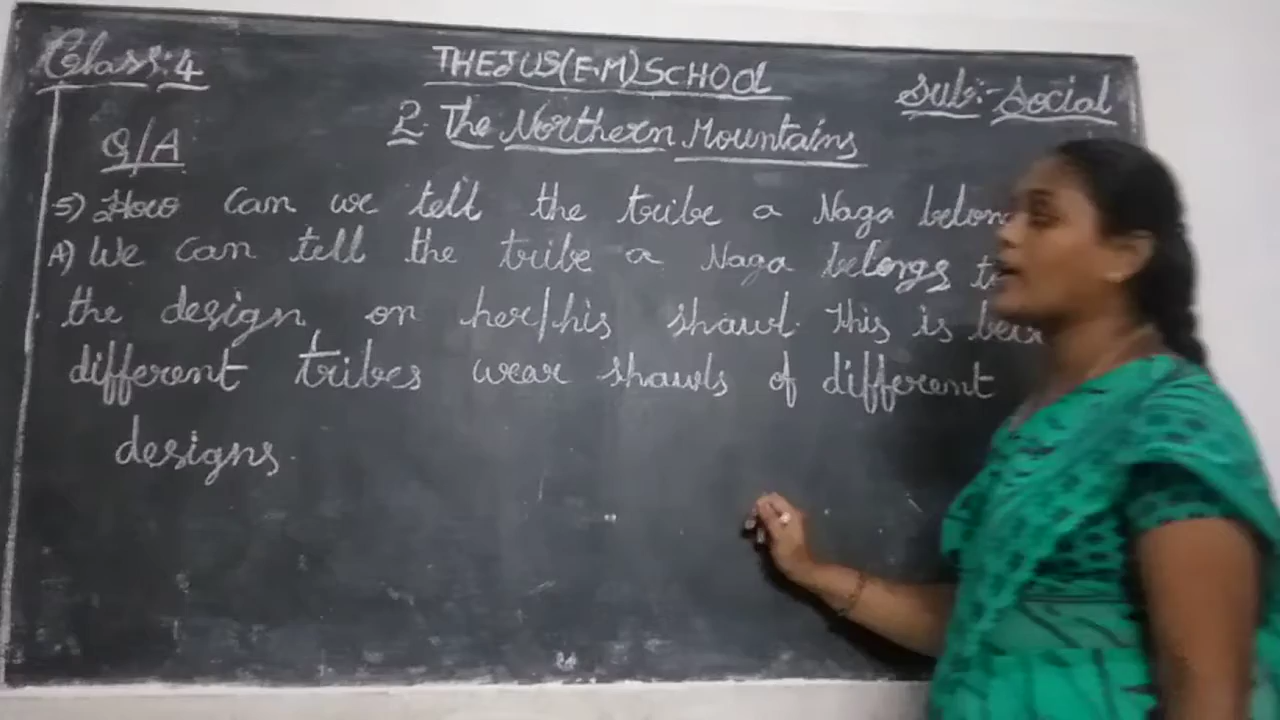 Class:4
THEJUS(E.M)SCHOOL
Sub:- Social
2. The Northern Mountains
Q/A
5) How can we tell the tribe a Naga
A) We can tell the tribe a Naga belongs
the design on her/his shawl. This is
different tribes wear shawls of different
designs.